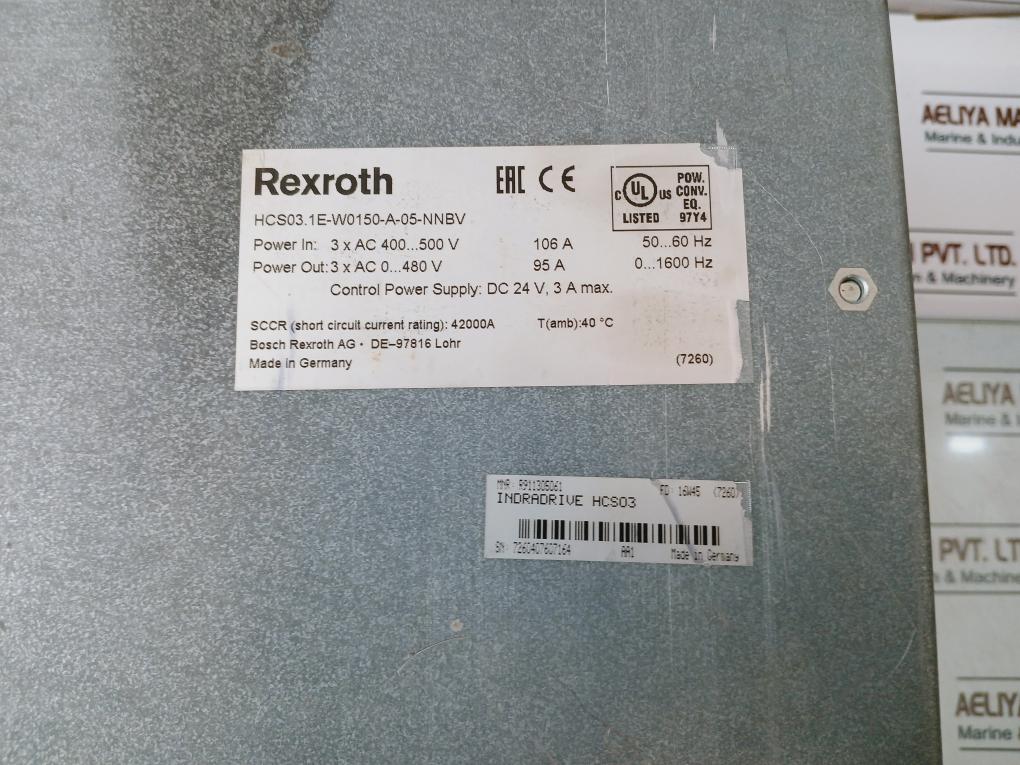 Rexroth
EAC CE
C UL US LISTED
POW. CONV. EQ. 97Y4
HCS03.1E-W0150-A-05-NNBV
Power In: 3 x AC 400...500 V 106 A 50...60 Hz
Power Out: 3 x AC 0...480 V 95 A 0...1600 Hz
Control Power Supply: DC 24 V, 3 A max.
SCCR (short circuit current rating): 42000A T(amb):40 °C
Bosch Rexroth AG • DE–97816 Lohr
Made in Germany (7260)
MNR: R911305061 FD: 16W45 (7260)
INDRADRIVE HCS03
SN: 7260407607164 AA1 Made in Germany
AELIYA MA
Marine & Indu
PVT. LTD.
& Machinery
AELIYA
Marine &
PVT. LT
& Machine
AELIY
Marine &